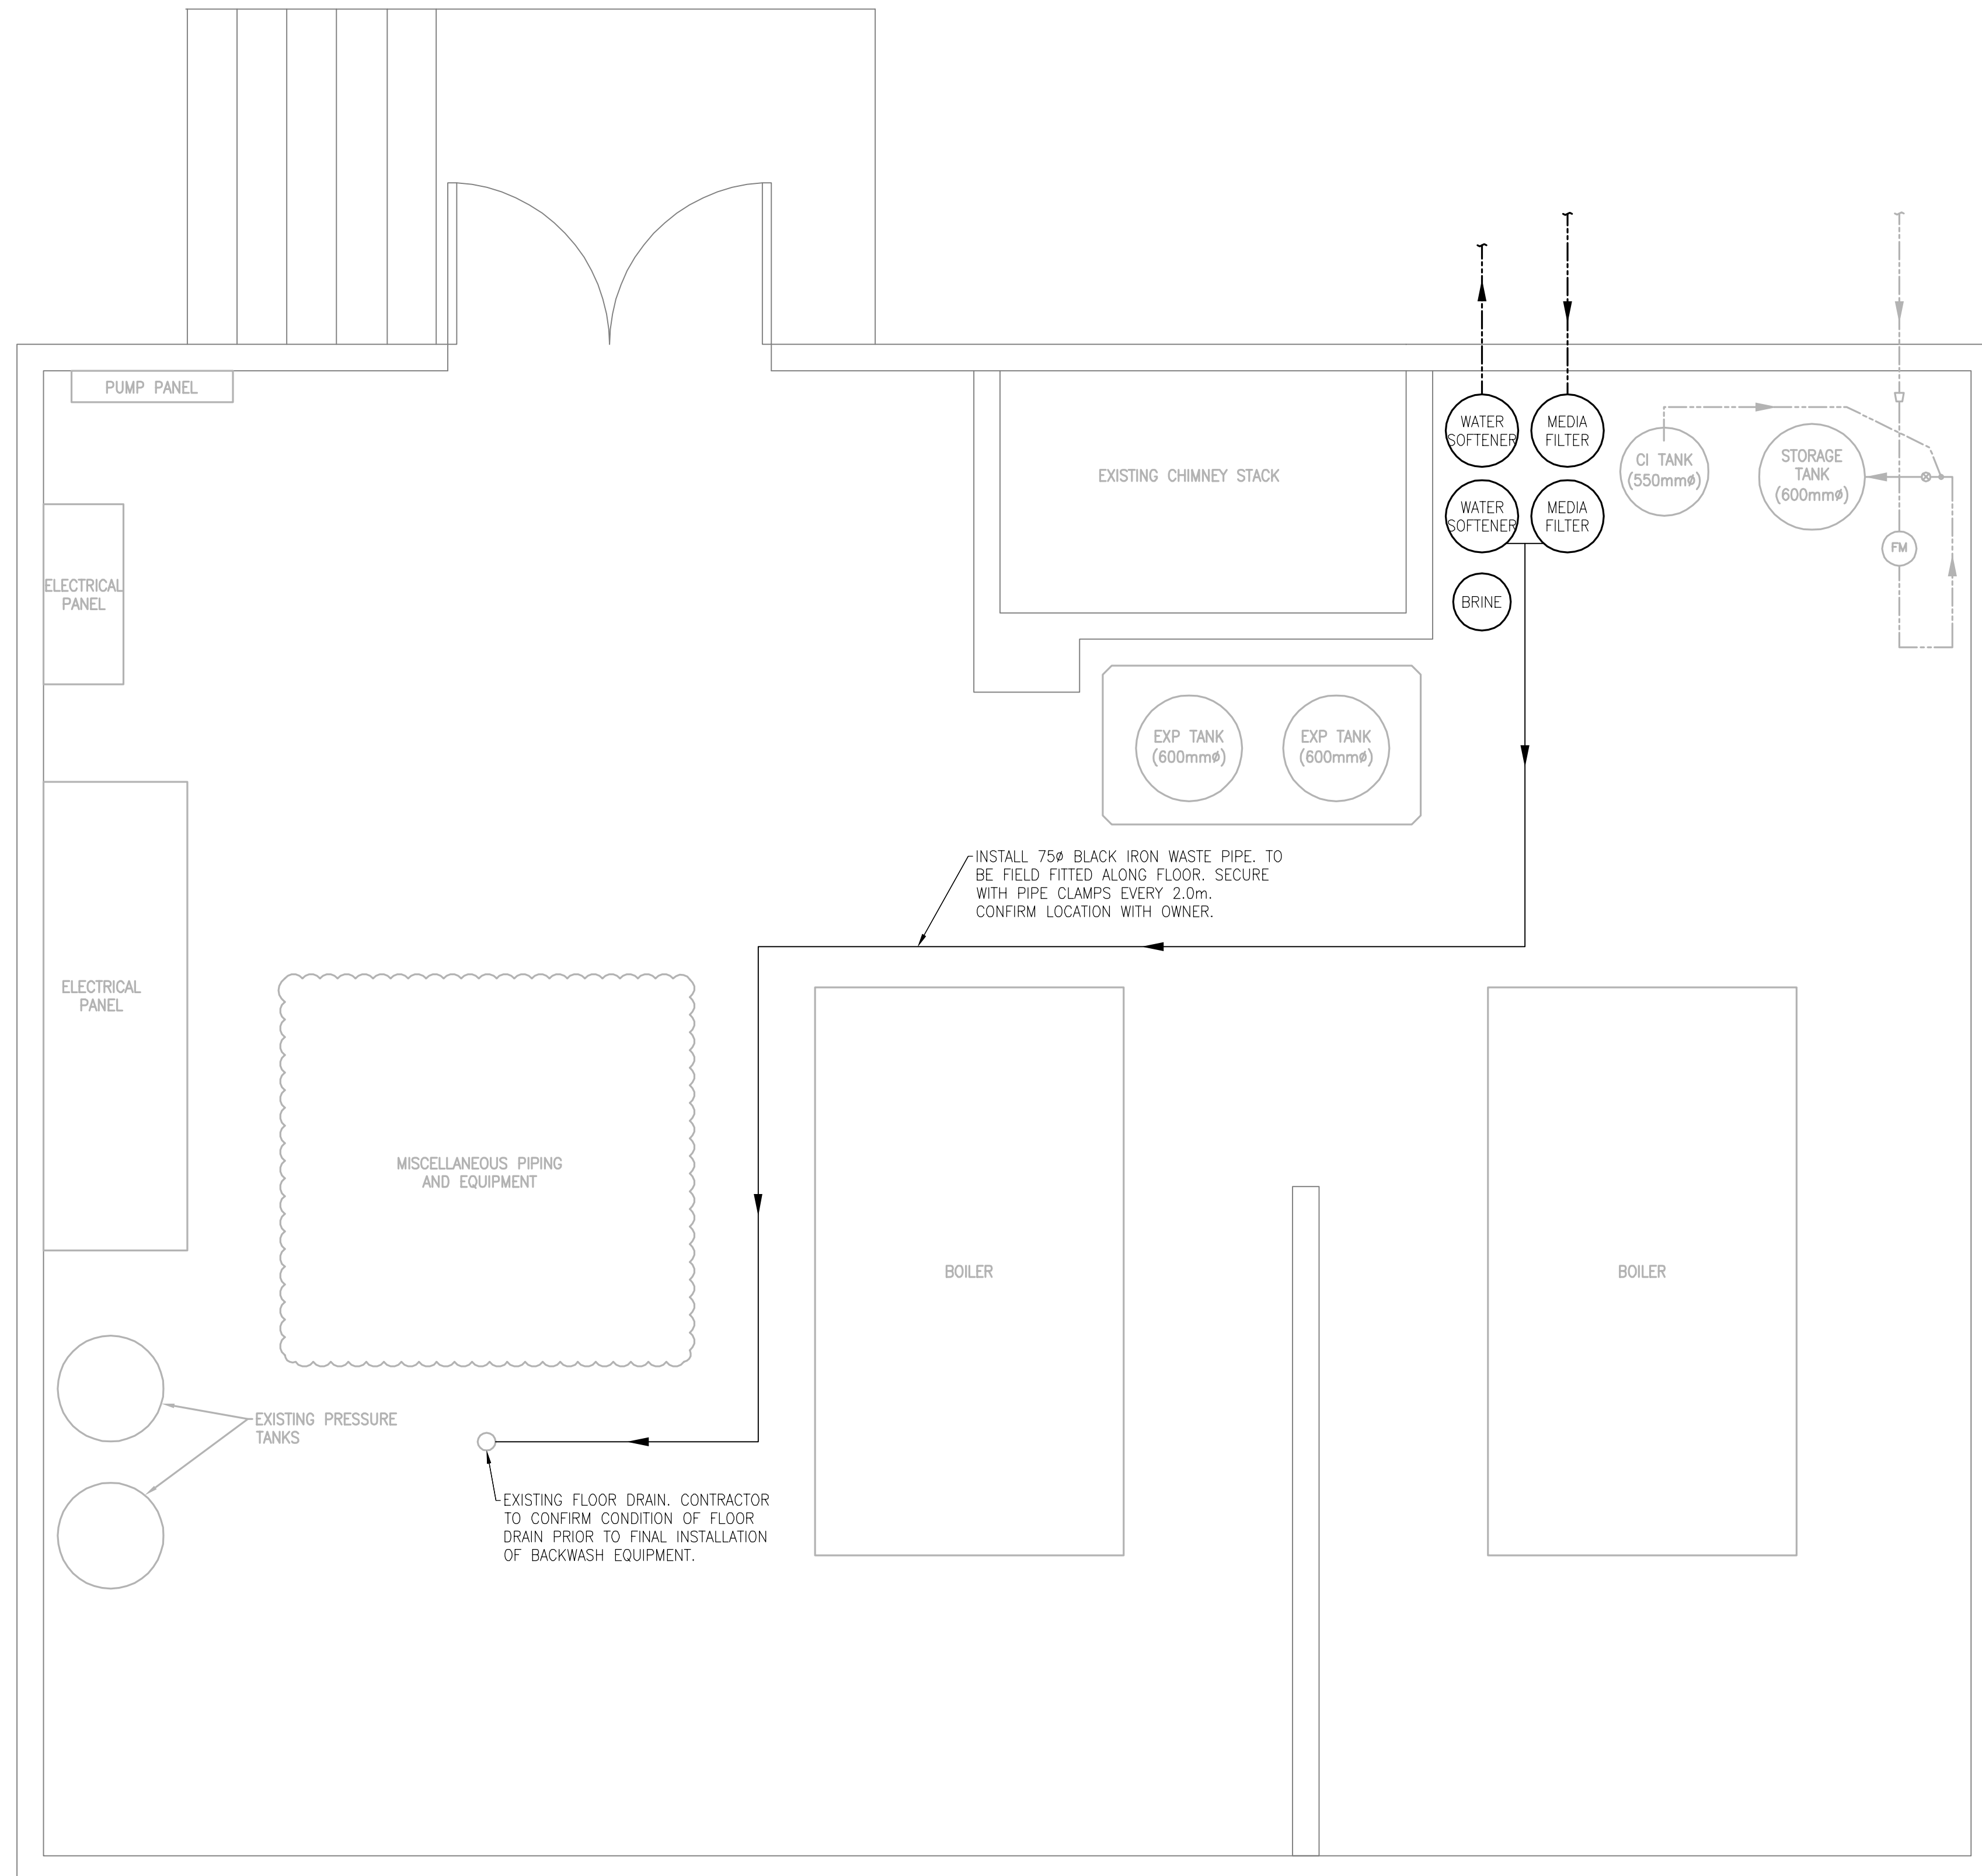 PUMP PANEL
WATER
SOFTENER
MEDIA
FILTER
EXISTING CHIMNEY STACK
CI TANK
(550mmø)
STORAGE
TANK
(600mmø)
WATER
SOFTENER
MEDIA
FILTER
FM
ELECTRICAL
PANEL
BRINE
EXP TANK
(600mmø)
EXP TANK
(600mmø)
INSTALL 75ø BLACK IRON WASTE PIPE. TO
BE FIELD FITTED ALONG FLOOR. SECURE
WITH PIPE CLAMPS EVERY 2.0m.
CONFIRM LOCATION WITH OWNER.
ELECTRICAL
PANEL
MISCELLANEOUS PIPING
AND EQUIPMENT
BOILER
BOILER
EXISTING PRESSURE
TANKS
EXISTING FLOOR DRAIN. CONTRACTOR
TO CONFIRM CONDITION OF FLOOR
DRAIN PRIOR TO FINAL INSTALLATION
OF BACKWASH EQUIPMENT.